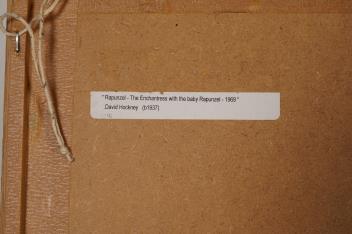 " Rapunzel - The Enchantress with the baby Rapunzel - 1969 "
David Hockney (b1937)